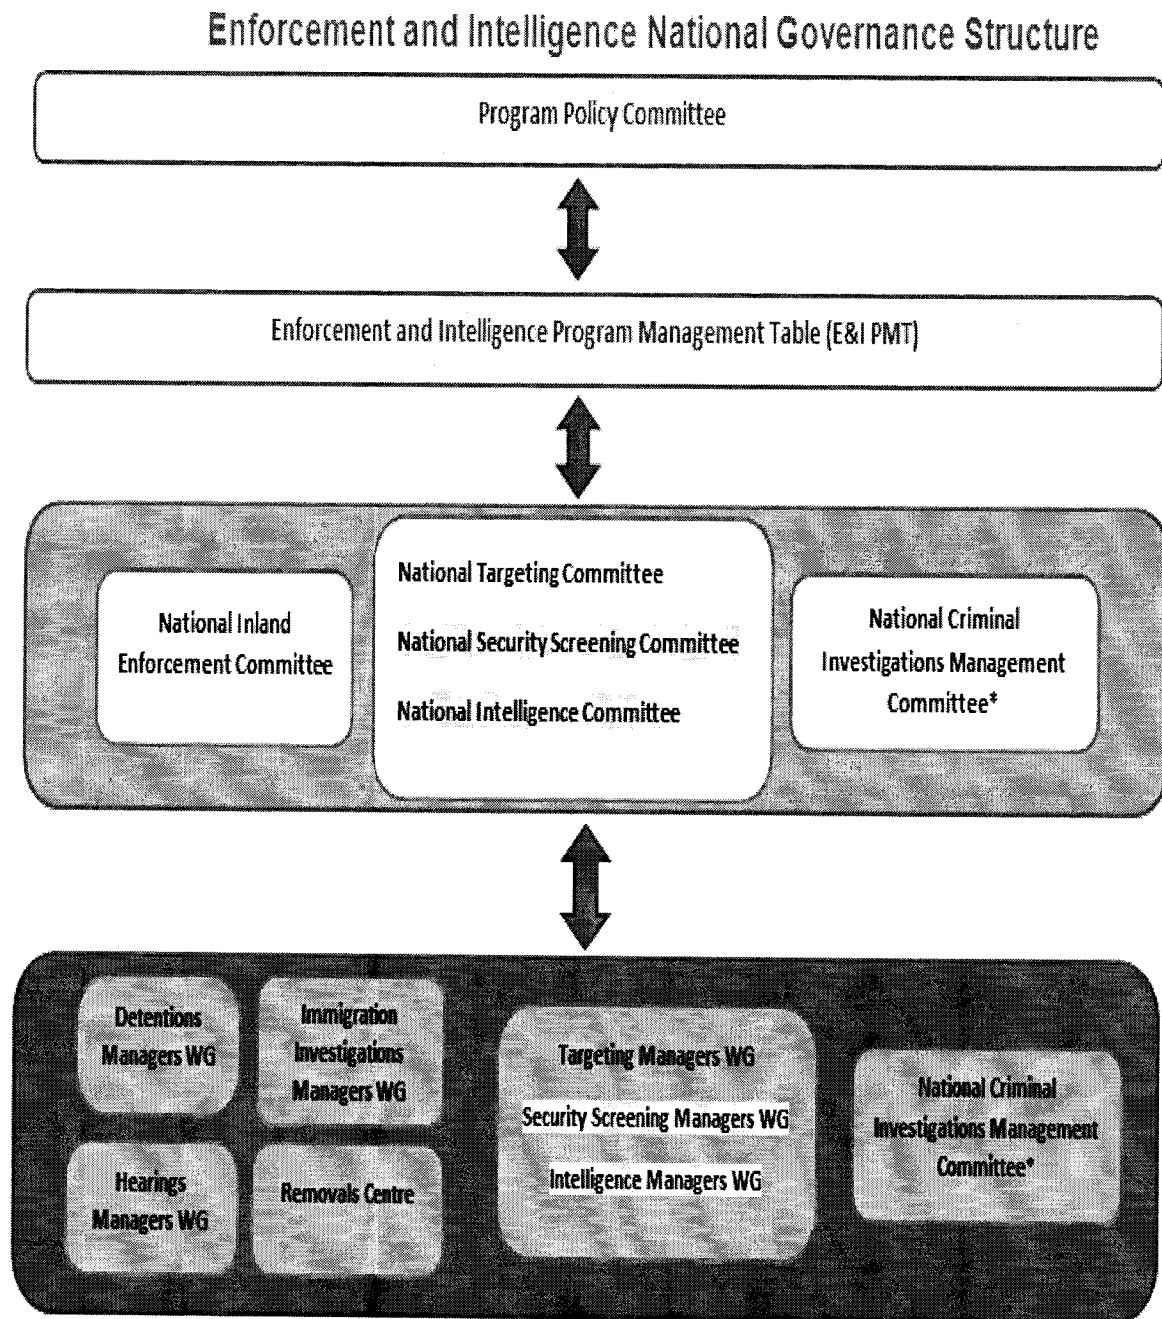 Enforcement and Intelligence National Governance Structure
Program Policy Committee
Enforcement and Intelligence Program Management Table (E&I PMT)
National Inland
Enforcement Committee
National Targeting Committee
National Security Screening Committee
National Intelligence Committee
National Criminal
Investigations Management
Committee*
Detentions
Managers WG
Immigration
Investigations
Managers WG
Hearings
Managers WG
Removals Centre
Targeting Managers WG
Security Screening Managers WG
Intelligence Managers WG
National Criminal
Investigations Management
Committee*